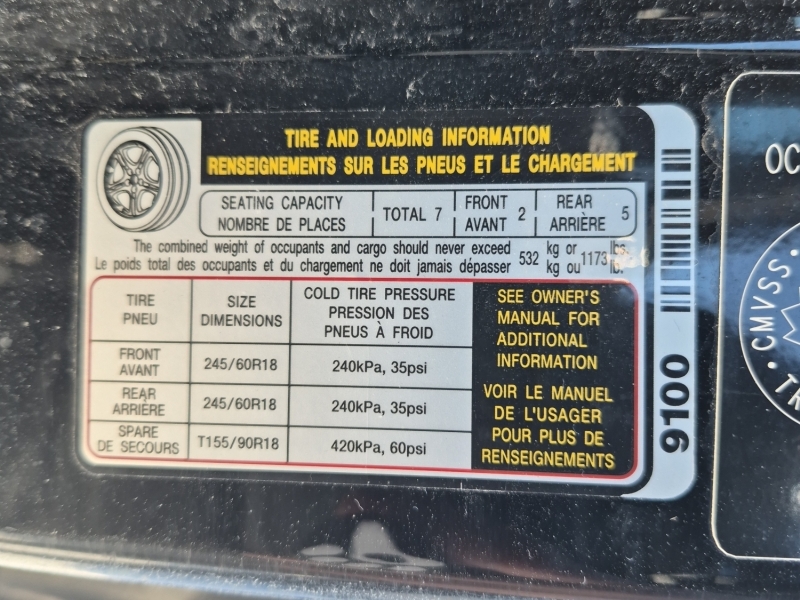 TIRE AND LOADING INFORMATION
RENSEIGNEMENTS SUR LES PNEUS ET LE CHARGEMENT
SEATING CAPACITY
NOMBRE DE PLACES
TOTAL 7
FRONT
AVANT 2
REAR
ARRIÈRE 5
The combined weight of occupants and cargo should never exceed 532 kg or 1173 lbs.
Le poids total des occupants et du chargement ne doit jamais dépasser 532 kg ou 1173 lb.
TIRE
PNEU
SIZE
DIMENSIONS
COLD TIRE PRESSURE
PRESSION DES
PNEUS À FROID
FRONT
AVANT
245/60R18
240kPa, 35psi
REAR
ARRIÈRE
245/60R18
240kPa, 35psi
SPARE
DE SECOURS
T155/90R18
420kPa, 60psi
SEE OWNER'S
MANUAL FOR
ADDITIONAL
INFORMATION
VOIR LE MANUEL
DE L'USAGER
POUR PLUS DE
RENSEIGNEMENTS
9100
OC
CMVSS
TR